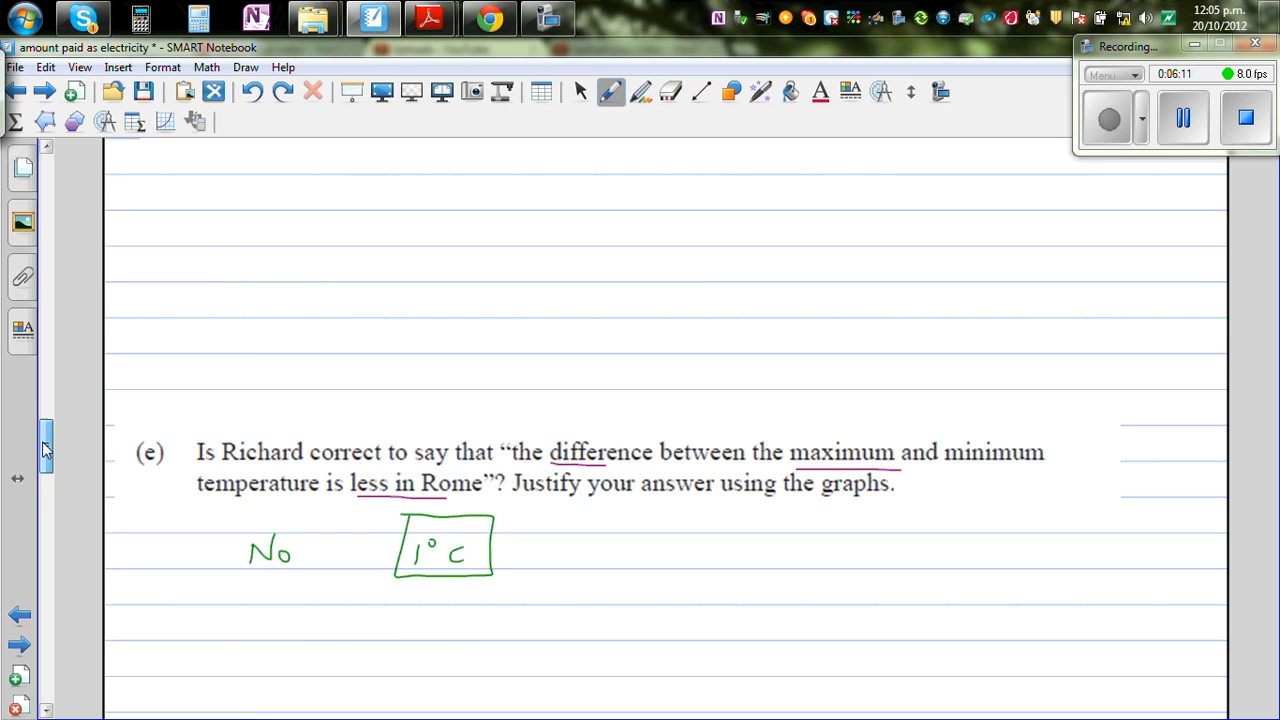 12:05 p.m.
20/10/2012
amount paid as electricity * - SMART Notebook
Recording...
File Edit View Insert Format Math Draw Help
Menu
0:06:11
8.0 fps
(e) Is Richard correct to say that “the difference between the maximum and minimum
temperature is less in Rome”? Justify your answer using the graphs.
No 1° C